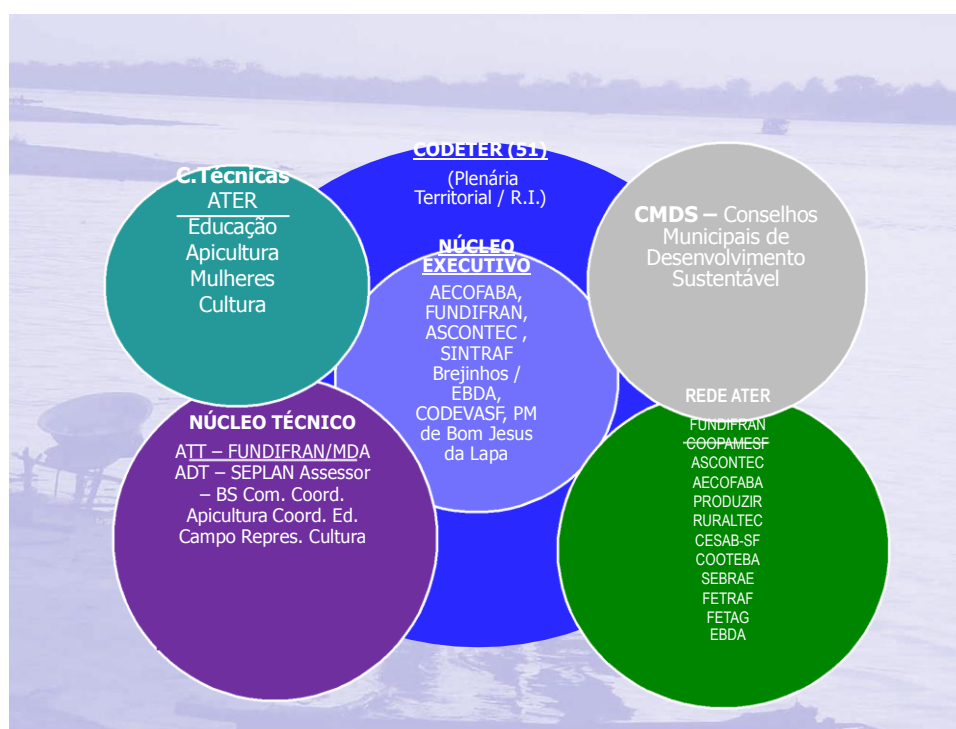 CODETER (51)
(Plenária
Territorial / R.I.)
C.Técnicas
ATER
Educação
Apicultura
Mulheres
Cultura
CMDS – Conselhos
Municipais de
Desenvolvimento
Sustentável
NÚCLEO
EXECUTIVO
AECOFABA,
FUNDIFRAN,
ASCONTEC ,
SINTRAF
Brejinhos /
EBDA,
CODEVASF, PM
de Bom Jesus
da Lapa
NÚCLEO TÉCNICO
ATT – FUNDIFRAN/MDA
ADT – SEPLAN Assessor
– BS Com. Coord.
Apicultura Coord. Ed.
Campo Repres. Cultura
REDE ATER
FUNDIFRAN
COOPAMESF
ASCONTEC
AECOFABA
PRODUZIR
RURALTEC
CESAB-SF
COOTEBA
SEBRAE
FETRAF
FETAG
EBDA